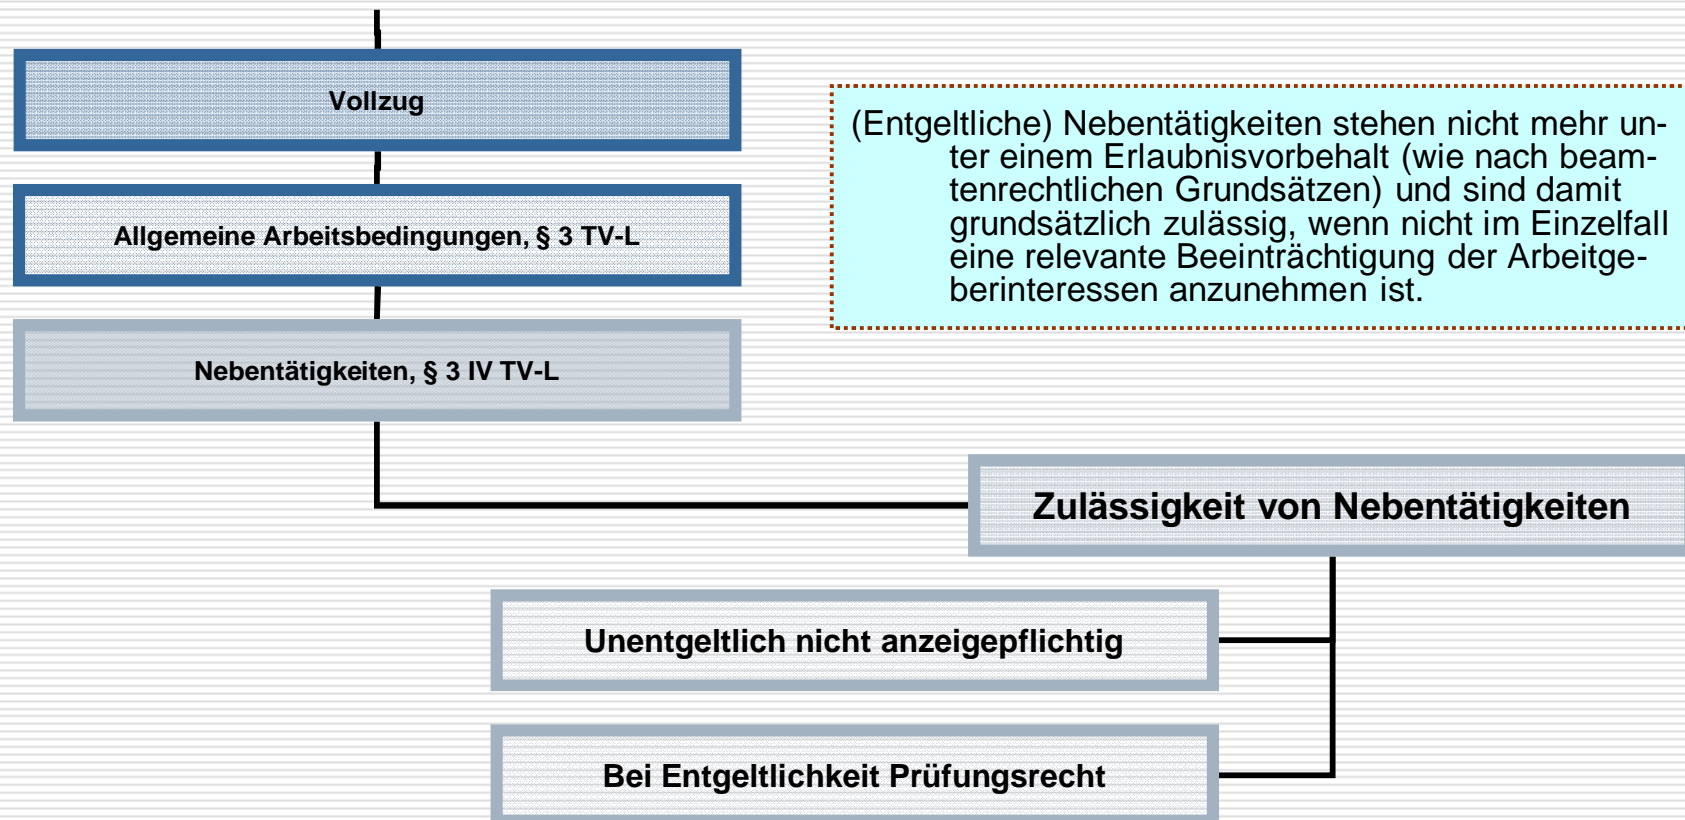 Vollzug
Allgemeine Arbeitsbedingungen, § 3 TV-L
Nebentätigkeiten, § 3 IV TV-L
(Entgeltliche) Nebentätigkeiten stehen nicht mehr un-
ter einem Erlaubnisvorbehalt (wie nach beam-
tenrechtlichen Grundsätzen) und sind damit
grundsätzlich zulässig, wenn nicht im Einzelfall
eine relevante Beeinträchtigung der Arbeitge-
berinteressen anzunehmen ist.
Zulässigkeit von Nebentätigkeiten
Unentgeltlich nicht anzeigepflichtig
Bei Entgeltlichkeit Prüfungsrecht